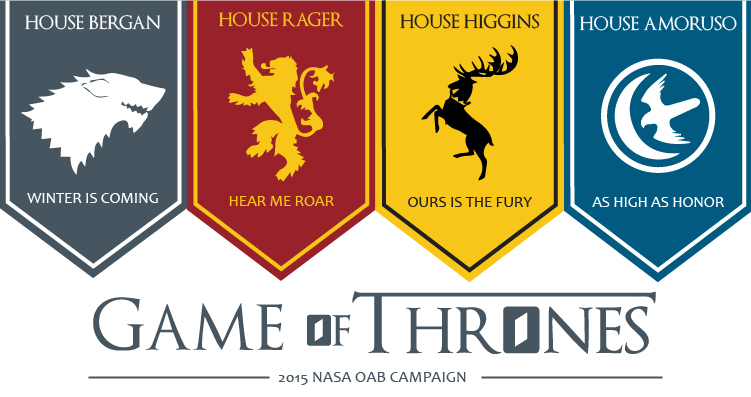 HOUSE BERGAN
WINTER IS COMING
HOUSE RAGER
HEAR ME ROAR
HOUSE HIGGINS
OURS IS THE FURY
HOUSE AMORUSO
AS HIGH AS HONOR
GAME OF THRONES
2015 NASA OAB CAMPAIGN